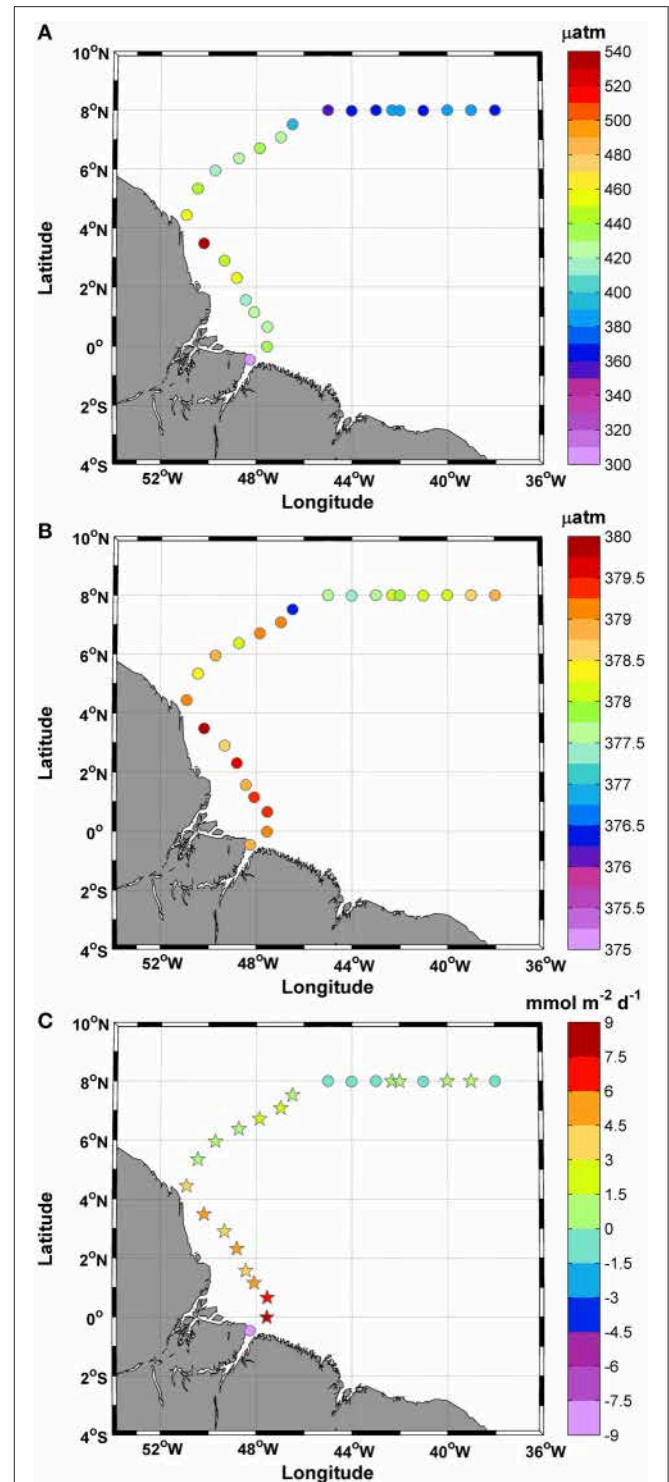 A
µatm
10°N
8°N
6°N
4°N
2°N
0°
2°S
4°S
Latitude
52°W 48°W 44°W 40°W 36°W
Longitude
540
500
480
460
440
420
400
380
360
340
320
300
B
µatm
10°N
8°N
6°N
4°N
2°N
0°
2°S
4°S
Latitude
52°W 48°W 44°W 40°W 36°W
Longitude
380
379.5
379
378.5
378
377.5
377
376.5
376
375.5
375
C
mmol m⁻² d⁻¹
10°N
8°N
6°N
4°N
2°N
0°
2°S
4°S
Latitude
52°W 48°W 44°W 40°W 36°W
Longitude
9
7.5
6
4.5
3
1.5
0
-1.5
-3
-4.5
-6
-7.5
-9